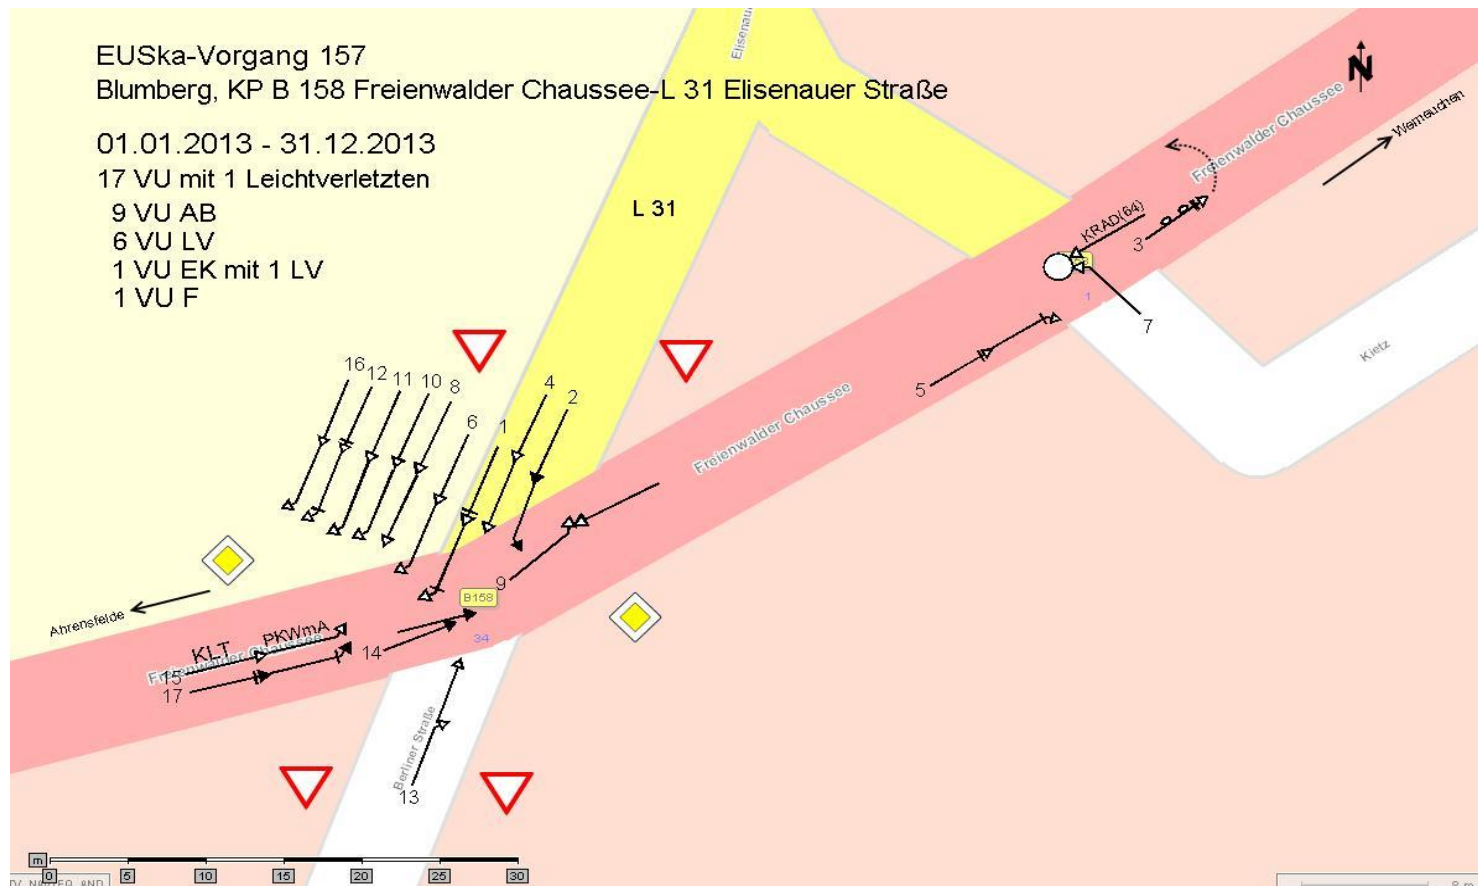 EUSka-Vorgang 157
Blumberg, KP B 158 Freienwalder Chaussee-L 31 Elisenauer Straße
01.01.2013 - 31.12.2013
17 VU mit 1 Leichtverletzten
9 VU AB
6 VU LV
1 VU EK mit 1 LV
1 VU F
N
Freienwalder Chaussee
Werneuchen
L 31
KRAD(64)
3
1
7
Kietz
5
Freienwalder Chaussee
16
12
11
10
8
6
1
4
2
9
B158
34
Ahrensfelde
KLT
PKWmA
Freienwalder Chaussee
15
17
14
Berliner Straße
13
m
0
5
10
15
20
25
30